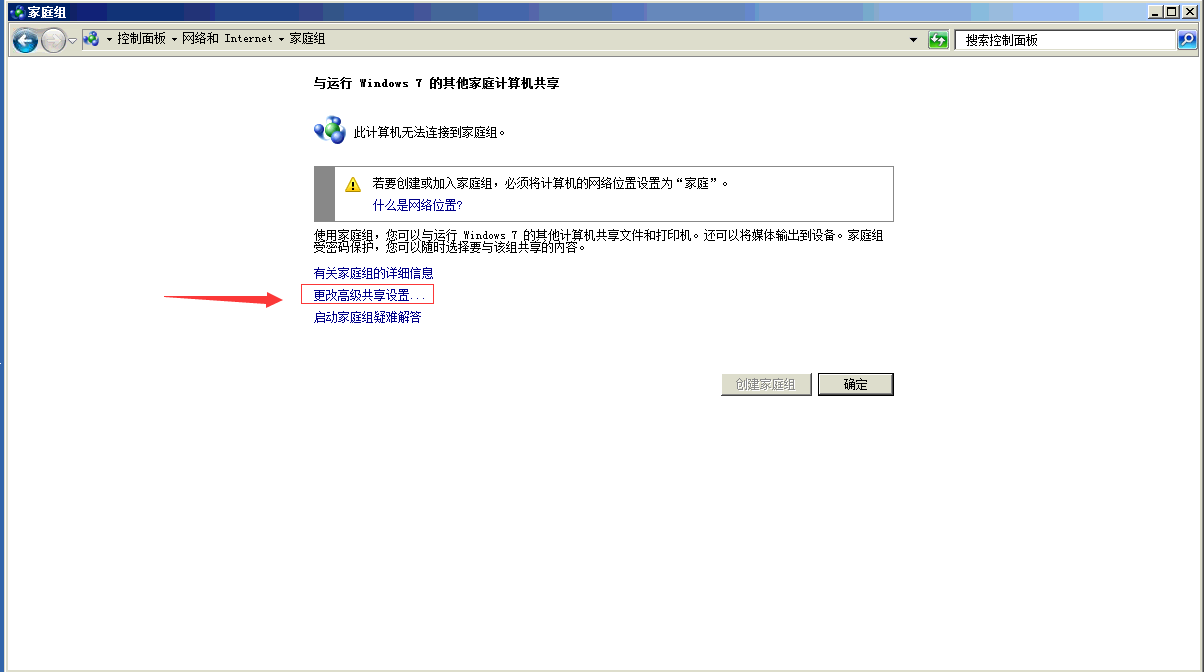 家庭组
控制面板 网络和 Internet 家庭组
搜索控制面板
与运行 Windows 7 的其他家庭计算机共享
此计算机无法连接到家庭组。
若要创建或加入家庭组，必须将计算机的网络位置设置为“家庭”。
什么是网络位置?
使用家庭组，您可以与运行 Windows 7 的其他计算机共享文件和打印机。还可以将媒体输出到设备。家庭组
受密码保护，您可以随时选择要与该组共享的内容。
有关家庭组的详细信息
更改高级共享设置...
启动家庭组疑难解答
创建家庭组 确定